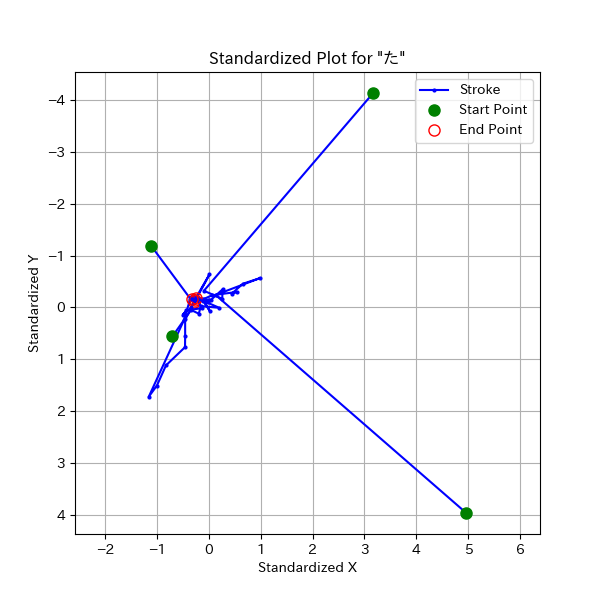 Standardized Plot for "た"
Stroke
Start Point
End Point
Standardized Y
−4
−3
−2
−1
0
1
2
3
4
−2 −1 0 1 2 3 4 5 6
Standardized X